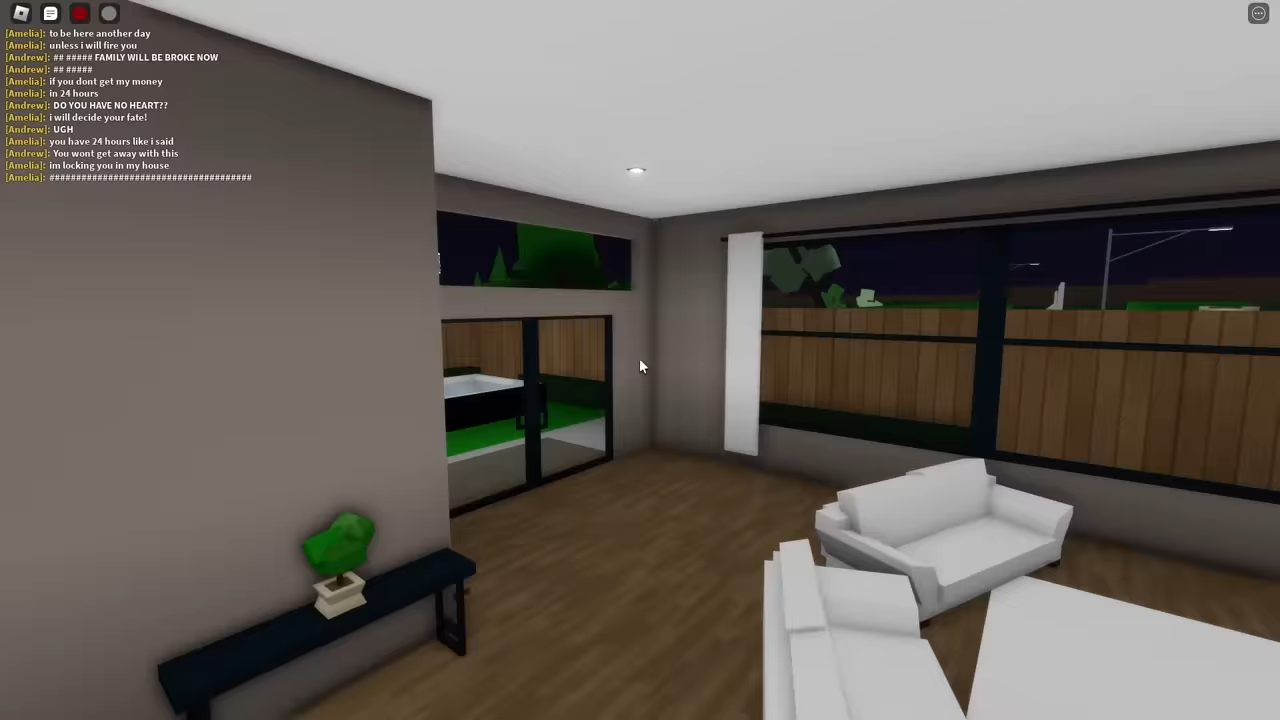 [Amelia]: to be here another day
[Amelia]: unless i will fire you
[Andrew]: ## ##### FAMILY WILL BE BROKE NOW
[Andrew]: ## #####
[Amelia]: if you dont get my money
[Amelia]: in 24 hours
[Andrew]: DO YOU HAVE NO HEART??
[Amelia]: i will decide your fate!
[Andrew]: UGH
[Amelia]: you have 24 hours like i said
[Andrew]: You wont get away with this
[Amelia]: im locking you in my house
[Amelia]: ######################################